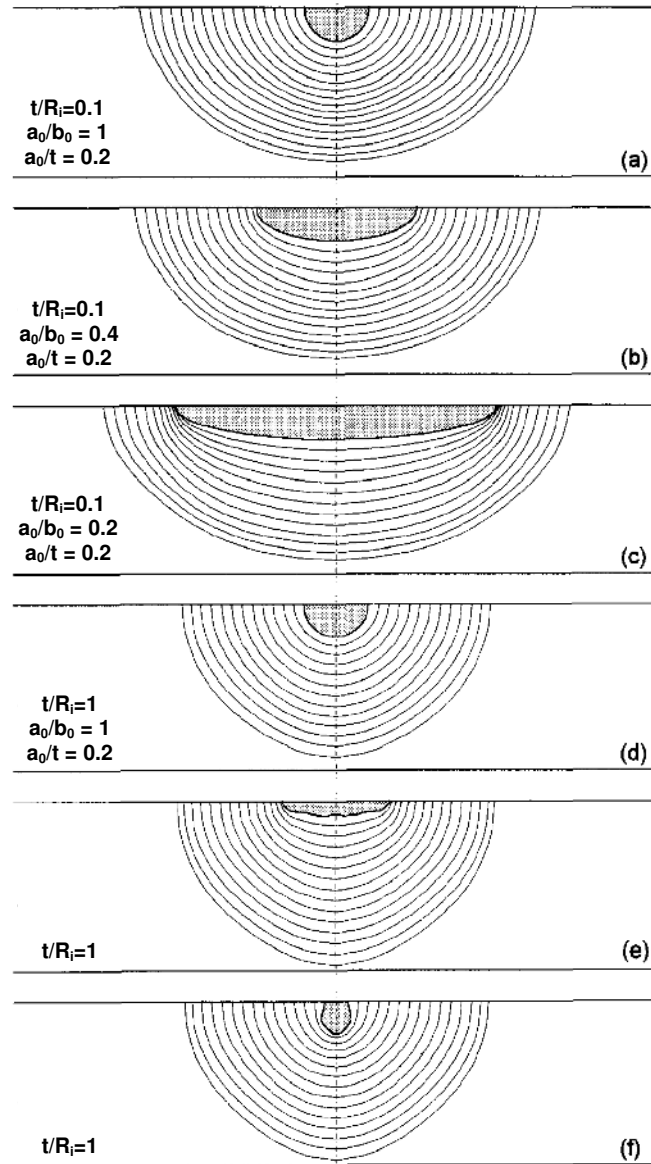 t/Rᵢ=0.1
a₀/b₀ = 1
a₀/t = 0.2
(a)
t/Rᵢ=0.1
a₀/b₀ = 0.4
a₀/t = 0.2
(b)
t/Rᵢ=0.1
a₀/b₀ = 0.2
a₀/t = 0.2
(c)
t/Rᵢ=1
a₀/b₀ = 1
a₀/t = 0.2
(d)
t/Rᵢ=1
(e)
t/Rᵢ=1
(f)